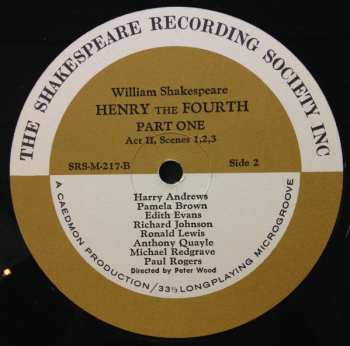 THE SHAKESPEARE RECORDING SOCIETY INC
William Shakespeare
HENRY THE FOURTH
PART ONE
Act II, Scenes 1,2,3
SRS-M-217-B
Side 2
Harry Andrews
Pamela Brown
Edith Evans
Richard Johnson
Ronald Lewis
Anthony Quayle
Michael Redgrave
Paul Rogers
Directed by Peter Wood
A CAEDMON PRODUCTION/33⅓ LONGPLAYING MICROGROOVE